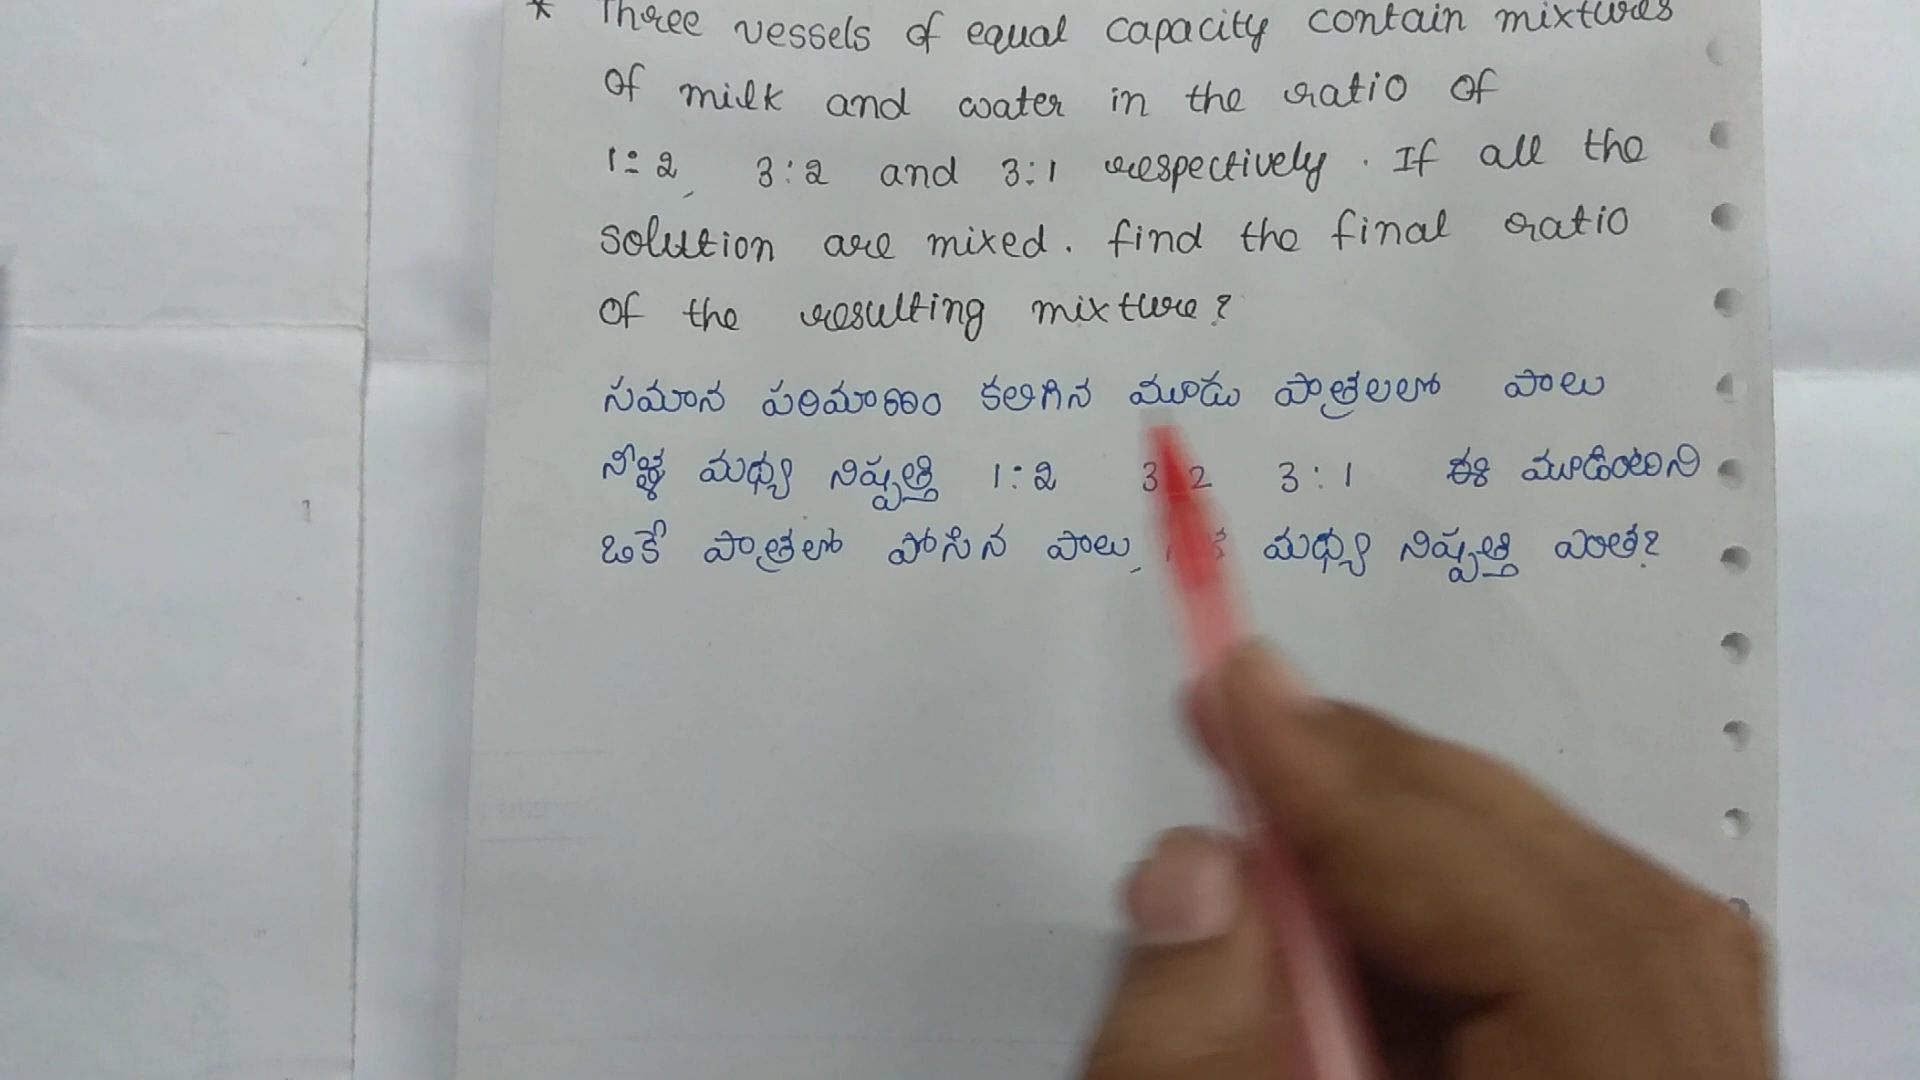 * Three vessels of equal capacity contain mixtures
of milk and water in the ratio of
1:2, 3:2 and 3:1 respectively. If all the
solution are mixed. find the final ratio
of the resulting mixture?
సమాన పరిమాణం కలిగిన మూడు పాత్రలలో పాలు
నీళ్ళ మధ్య నిష్పత్తి 1:2 3 2 3:1 ఈ మూడింటిని
ఒకే పాత్రలో పోసిన పాలు, మధ్య నిష్పత్తి ఎంత?